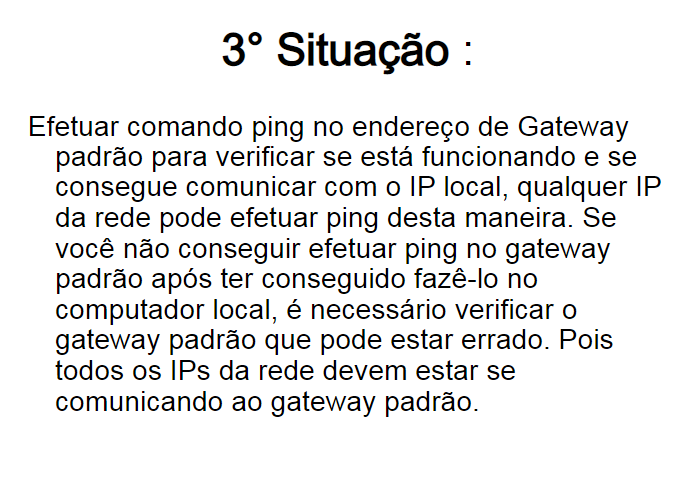 3° Situação :
Efetuar comando ping no endereço de Gateway
padrão para verificar se está funcionando e se
consegue comunicar com o IP local, qualquer IP
da rede pode efetuar ping desta maneira. Se
você não conseguir efetuar ping no gateway
padrão após ter conseguido fazê-lo no
computador local, é necessário verificar o
gateway padrão que pode estar errado. Pois
todos os IPs da rede devem estar se
comunicando ao gateway padrão.